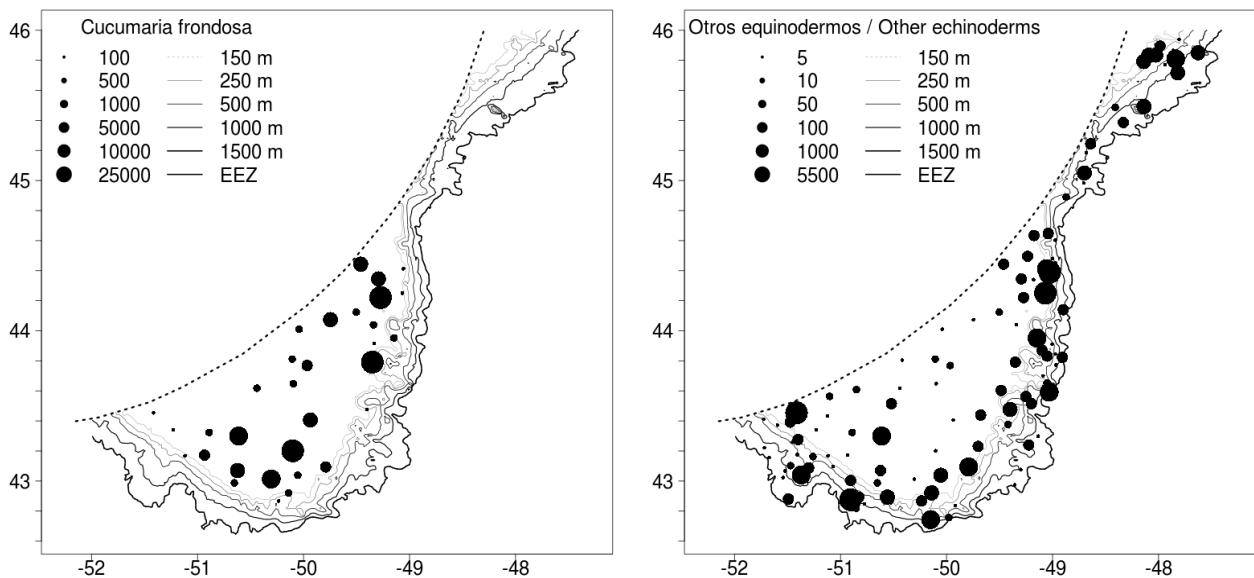 Cucumaria frondosa
100 150 m
500 250 m
1000 500 m
5000 1000 m
10000 1500 m
25000 EEZ
46
45
44
43
-52 -50 -50 -49 -48
Otros equinodermos / Other echinoderms
5 150 m
10 250 m
50 500 m
100 1000 m
1000 1500 m
5500 EEZ
46
45
44
43
-52 -50 -50 -49 -48